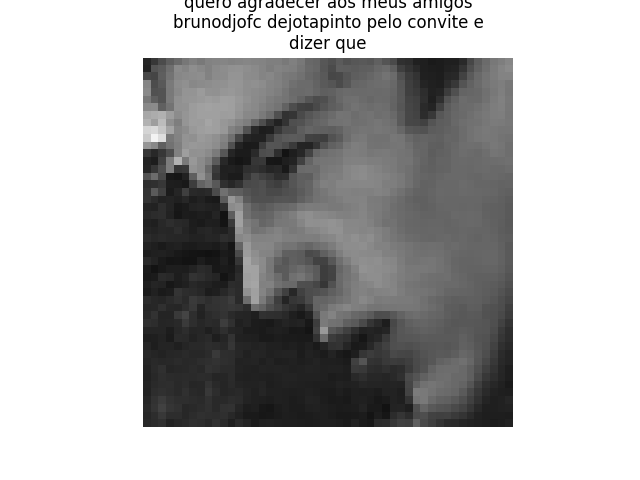 quero agradecer aos meus amigos
brunodjofc dejotapinto pelo convite e
dizer que